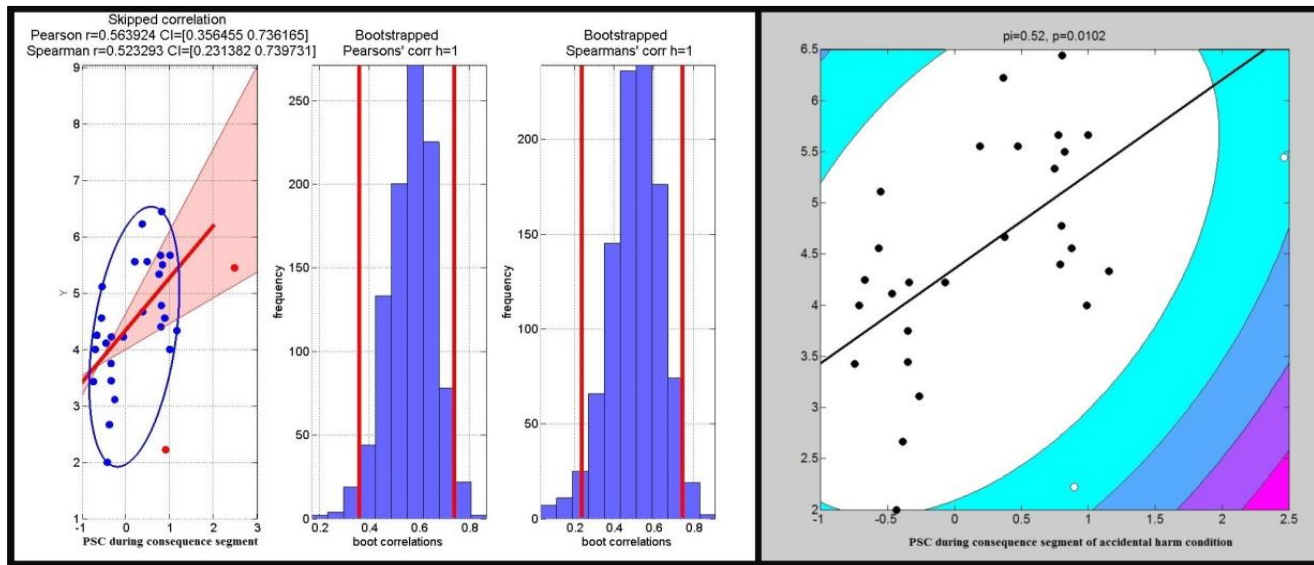 Skipped correlation
Pearson r=0.563924 CI=[0.356455 0.736165]
Spearman r=0.523293 CI=[0.231382 0.739731]
9
8
7
6
5
4
3
2
1
Y
-1 0 1 2 3
PSC during consequence segment
Bootstrapped
Pearsons' corr h=1
250
200
150
100
50
0
frequency
0.2 0.4 0.6 0.8
boot correlations
Bootstrapped
Spearmans' corr h=1
200
150
100
50
0
frequency
0.2 0.4 0.6 0.8
boot correlations
pi=0.52, p=0.0102
6.5
6
5.5
5
4.5
4
3.5
3
2.5
2
-1 -0.5 0 0.5 1 1.5 2 2.5
PSC during consequence segment of accidental harm condition